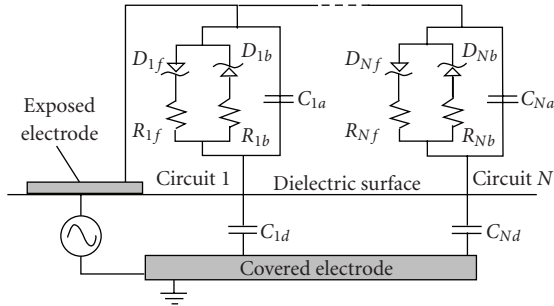 D1f
D1b
DNf
DNb
Exposed
electrode
C1a
CNa
R1f
R1b
RNf
RNb
Circuit 1
Dielectric surface
Circuit N
C1d
CNd
Covered electrode